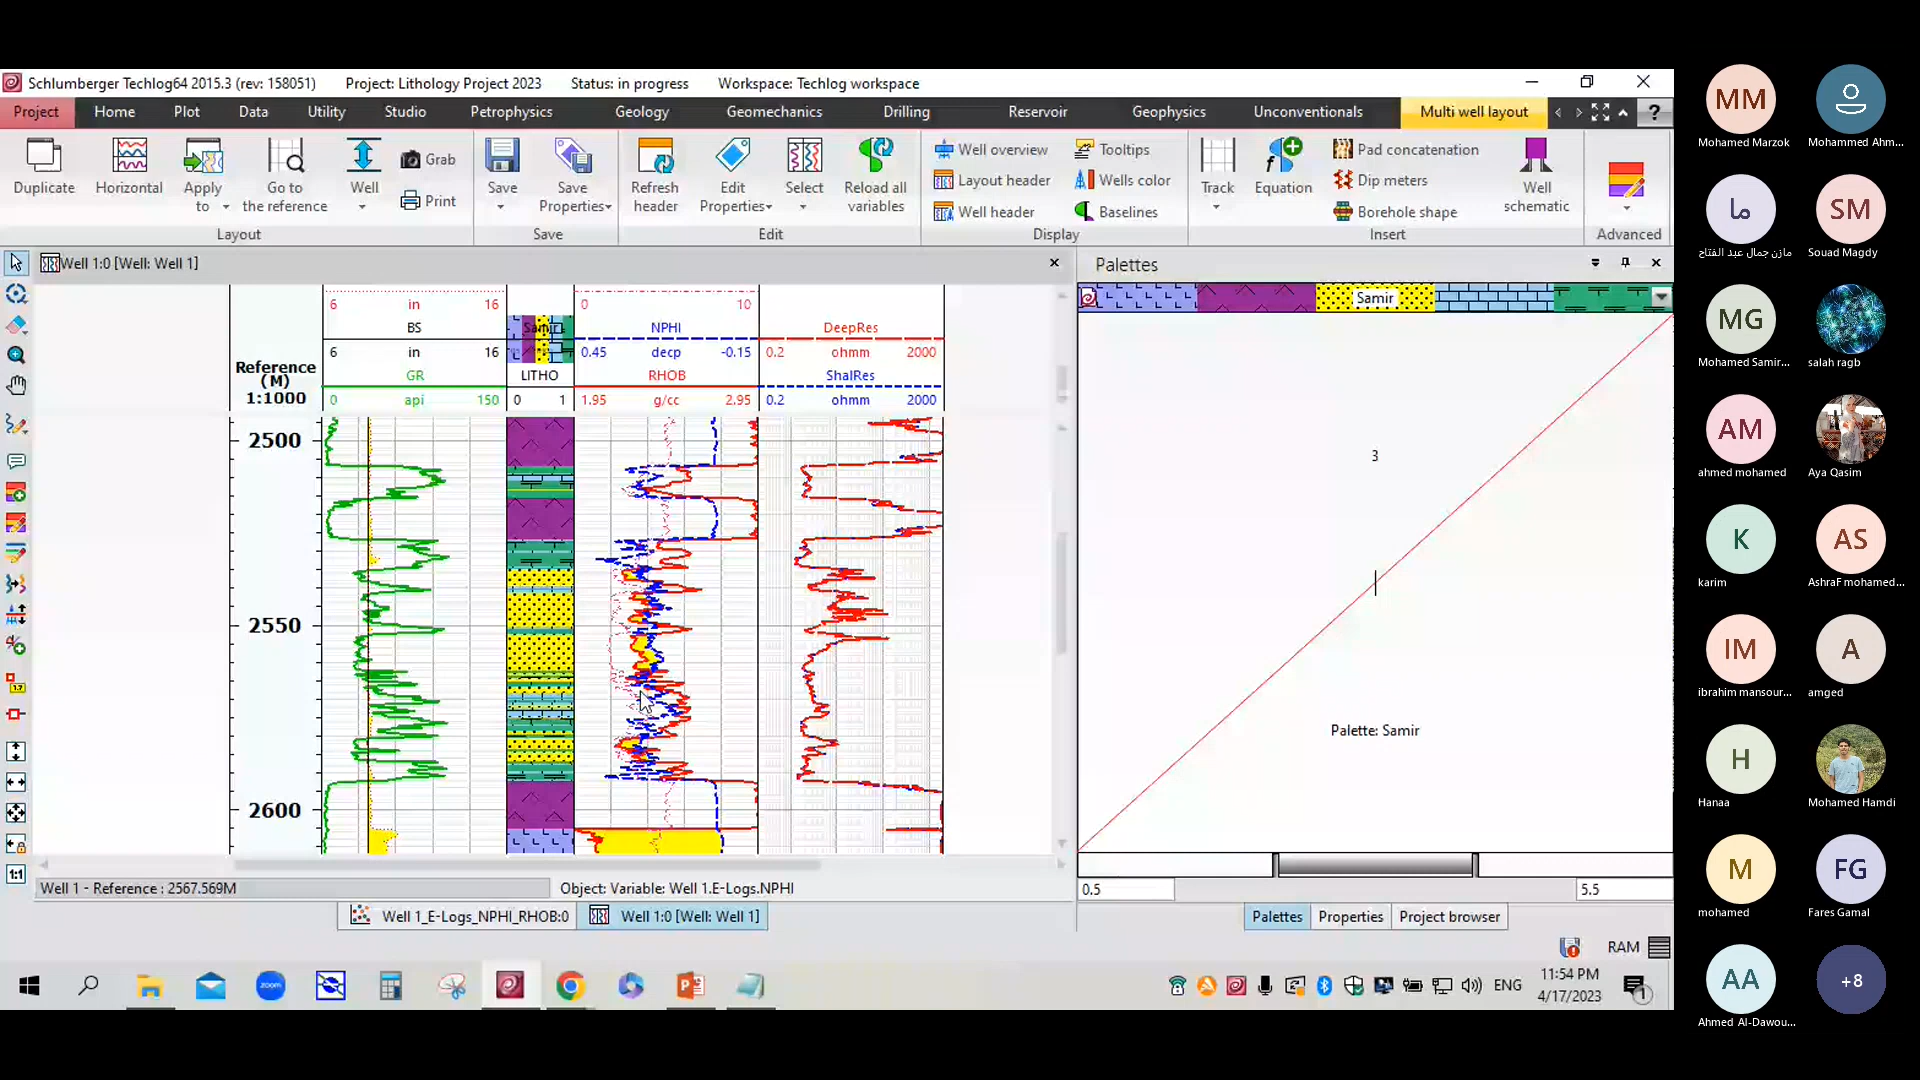 Schlumberger Techlog64 2015.3 (rev: 158051) Project: Lithology Project 2023 Status: in progress Workspace: Techlog workspace
Project Home Plot Data Utility Studio Petrophysics Geology Geomechanics Drilling Reservoir Geophysics Unconventionals Multi well layout ?
Duplicate
Horizontal
Apply to
Go to the reference
Well
Grab
Print
Layout
Save
Save Properties
Save
Refresh header
Edit Properties
Select
Reload all variables
Edit
Well overview
Layout header
Well header
Tooltips
Wells color
Baselines
Display
Track
Equation
Pad concatenation
Dip meters
Borehole shape
Well schematic
Insert
Advanced
Well 1:0 [Well: Well 1]
Reference
(M)
1:1000
6 in 16
BS
6 in 16
GR
0 api 150
Samir
LITHO
0 1
0 10
NPHI
0.45 decp -0.15
RHOB
1.95 g/cc 2.95
DeepRes
0.2 ohmm 2000
ShalRes
0.2 ohmm 2000
2500
2550
2600
1:1
Well 1 - Reference : 2567.569M
Object: Variable: Well 1.E-Logs.NPHI
Well 1_E-Logs_NPHI_RHOB:0
Well 1:0 [Well: Well 1]
Palettes
Samir
3
Palette: Samir
0.5
5.5
Palettes Properties Project browser
RAM
zoom
ENG
11:54 PM
4/17/2023
1
MM
Mohamed Marzok
Mohammed Ahm...
ما
مازن جمال عبد الفتاح
SM
Souad Magdy
MG
Mohamed Samir...
salah ragb
AM
ahmed mohamed
Aya Qasim
K
karim
AS
AshraF mohamed...
IM
ibrahim mansour...
A
amged
H
Hanaa
Mohamed Hamdi
M
mohamed
FG
Fares Gamal
AA
Ahmed Al-Dawou...
+8